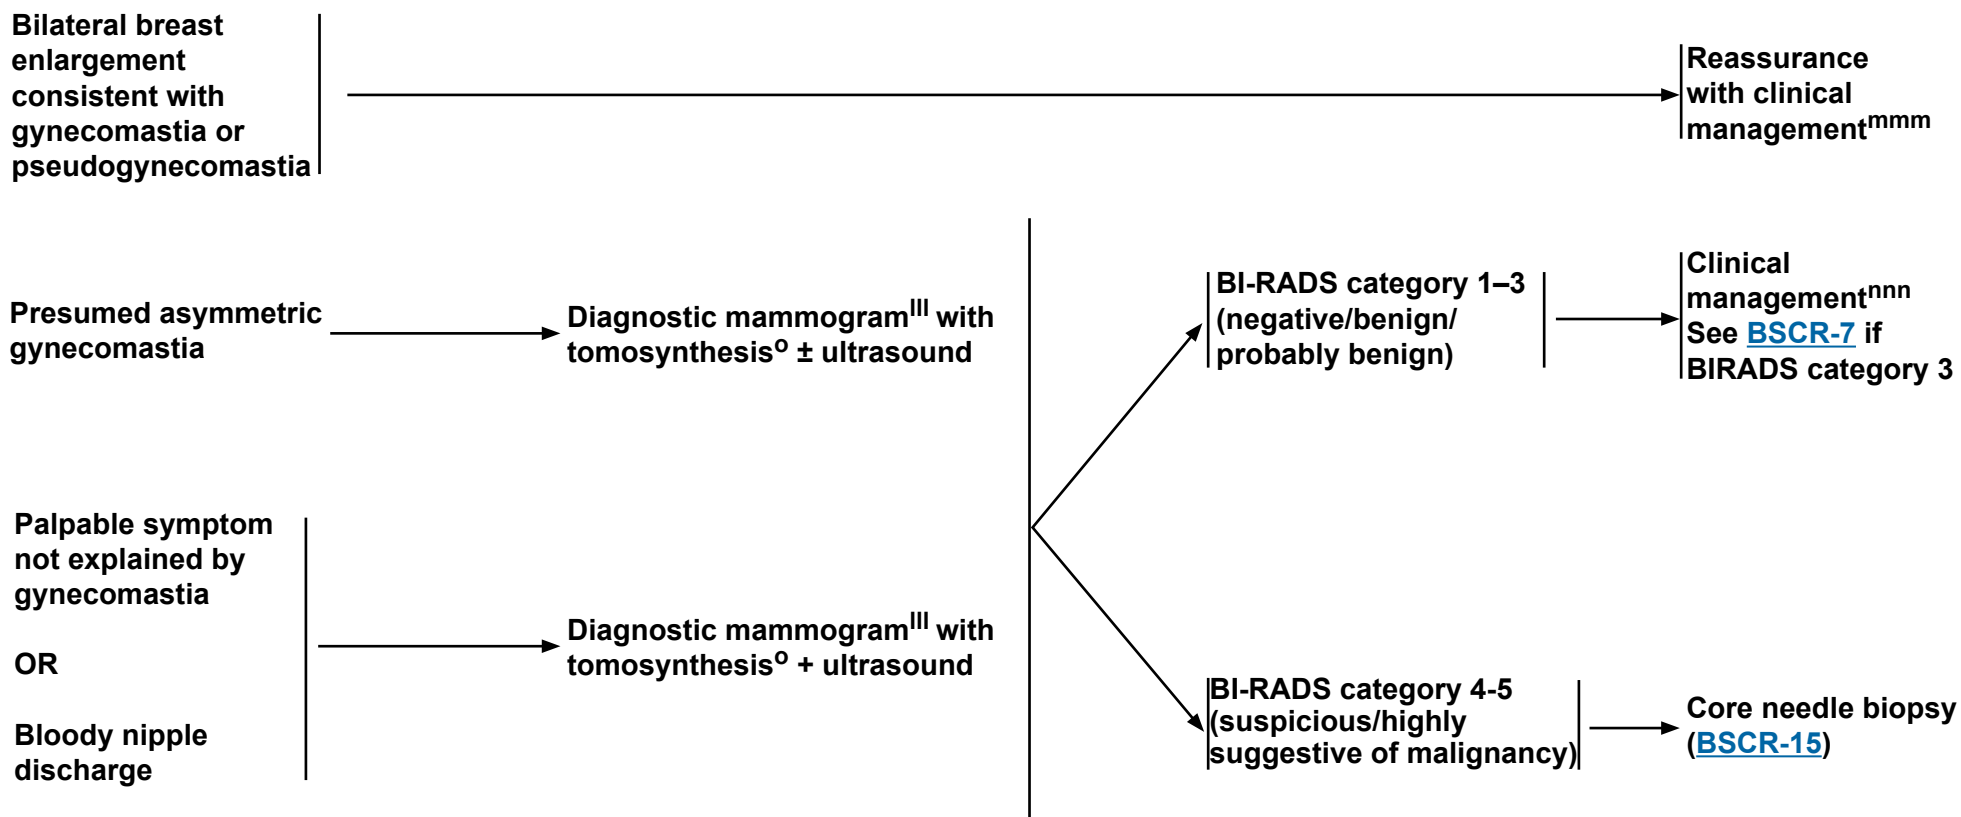 Bilateral breast
enlargement
consistent with
gynecomastia or
pseudogynecomastia
Reassurance
with clinical
managementmmm
Presumed asymmetric
gynecomastia
Diagnostic mammogramlll with
tomosynthesiso ± ultrasound
BI-RADS category 1–3
(negative/benign/
probably benign)
Clinical
managementnnn
See BSCR-7 if
BIRADS category 3
Palpable symptom
not explained by
gynecomastia
OR
Bloody nipple
discharge
Diagnostic mammogramlll with
tomosynthesiso + ultrasound
BI-RADS category 4-5
(suspicious/highly
suggestive of malignancy)
Core needle biopsy
(BSCR-15)